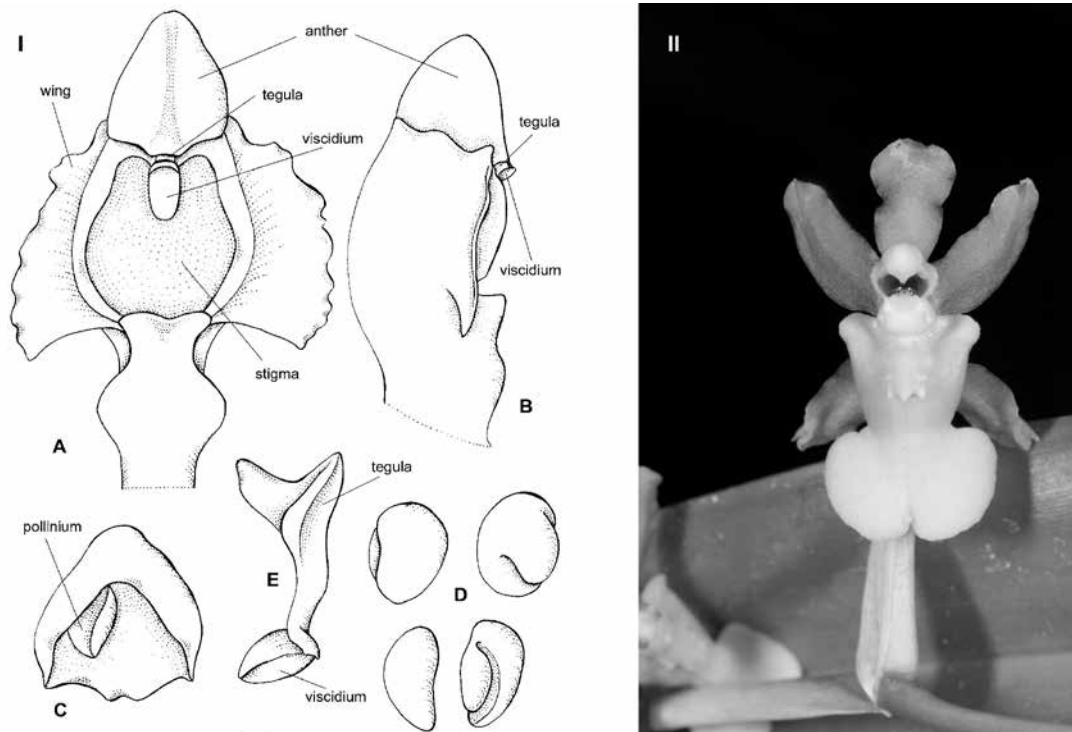 I
anther
wing
tegula
viscidium
tegula
viscidium
stigma
A
B
pollinium
C
tegula
E
D
viscidium
II